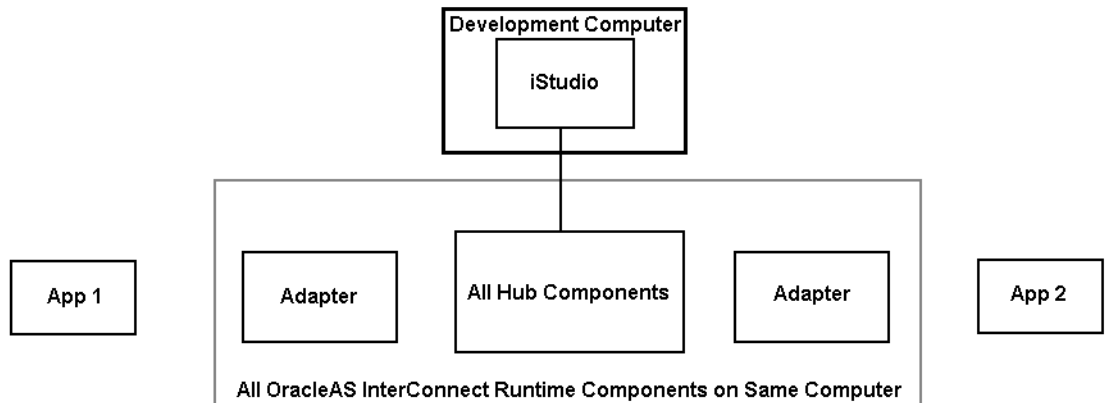 Development Computer
iStudio
App 1
Adapter
All Hub Components
Adapter
App 2
All OracleAS InterConnect Runtime Components on Same Computer